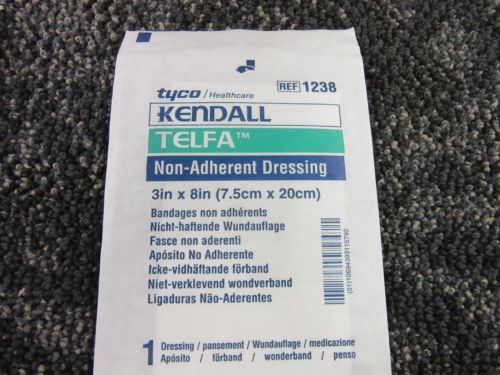 tyco / Healthcare
REF 1238
KENDALL
TELFA™
Non-Adherent Dressing
3in x 8in (7.5cm x 20cm)
Bandages non adhérents
Nicht-haftende Wundauflage
Fasce non aderenti
Apósito No Adherente
Icke-vidhäftande förband
Niet-verklevend wondverband
Ligaduras Não-Aderentes
(01)10694393115792
1 Dressing / pansement / Wundauflage / medicazione
Apósito / förband / wonderband / penso